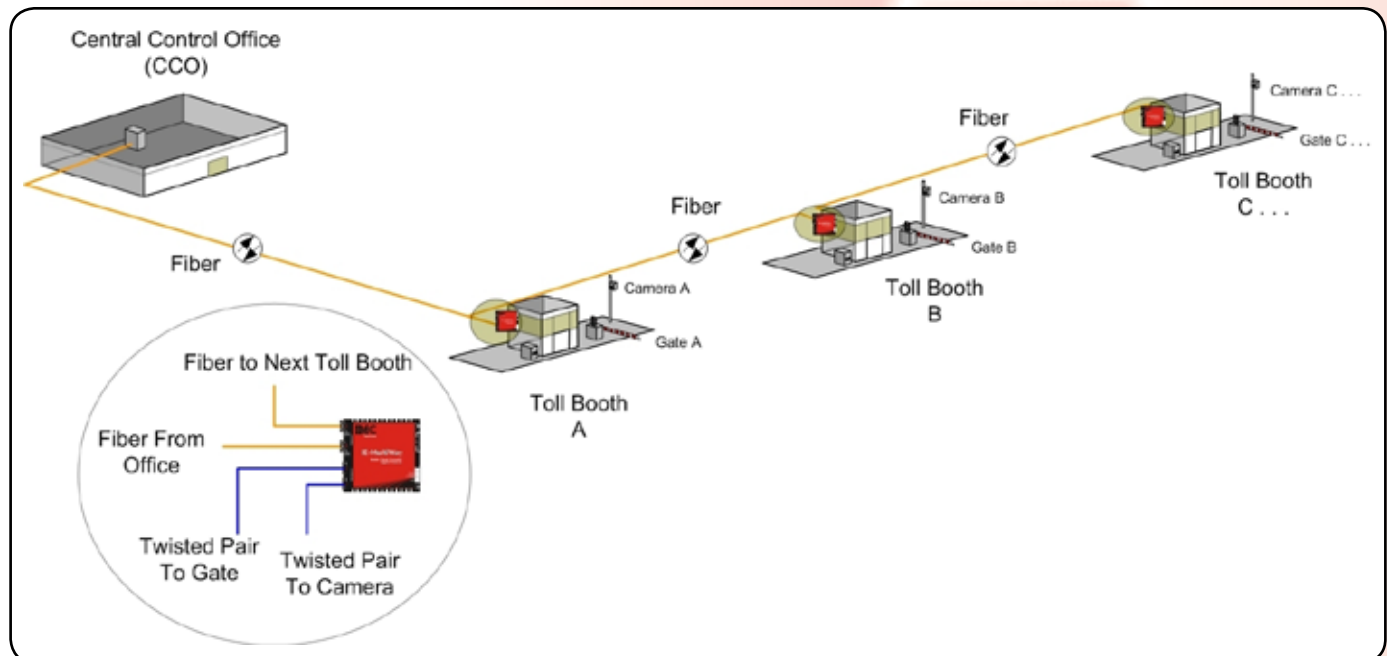 Central Control Office
(CCO)
Fiber
Fiber
Fiber
Camera A
Gate A
Toll Booth
A
Camera B
Gate B
Toll Booth
B
Camera C . . .
Gate C . . .
Toll Booth
C . . .
Fiber to Next Toll Booth
Fiber From
Office
Twisted Pair
To Gate
Twisted Pair
To Camera